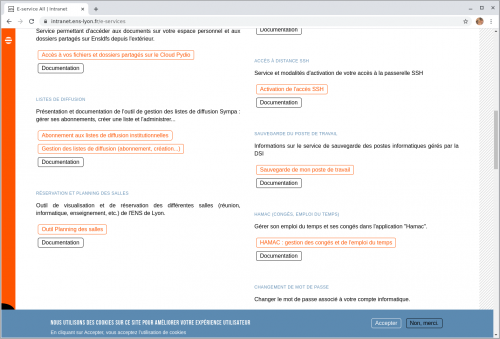 E-service All | Intranet
intranet.ens-lyon.fr/e-services
Service permettant d'accéder aux documents sur votre espace personnel et aux
dossiers partagés sur Ensldfs depuis l'extérieur.
Accès à vos fichiers et dossiers partagés sur le Cloud Pydio
Documentation
LISTES DE DIFFUSION
Présentation et documentation de l'outil de gestion des listes de diffusion Sympa :
gérer ses abonnements, créer une liste et l'administrer...
Abonnement aux listes de diffusion institutionnelles
Gestion des listes de diffusion (abonnement, création...)
Documentation
RÉSERVATION ET PLANNING DES SALLES
Outil de visualisation et de réservation des différentes salles (réunion,
informatique, enseignement, etc.) de l'ENS de Lyon.
Outil Planning des salles
Documentation
Documentation
ACCÈS À DISTANCE SSH
Service et modalités d'activation de votre accès à la passerelle SSH
Activation de l'accès SSH
Documentation
SAUVEGARDE DU POSTE DE TRAVAIL
Informations sur le service de sauvegarde des postes informatiques gérés par la
DSI
Sauvegarde de mon poste de travail
Documentation
HAMAC (CONGÉS, EMPLOI DU TEMPS)
Gérer son emploi du temps et ses congés dans l'application "Hamac".
HAMAC : gestion des congés et de l'emploi du temps
Documentation
CHANGEMENT DE MOT DE PASSE
Changer le mot de passe associé à votre compte informatique.
NOUS UTILISONS DES COOKIES SUR CE SITE POUR AMÉLIORER VOTRE EXPÉRIENCE UTILISATEUR
En cliquant sur Accepter, vous acceptez l'utilisation de cookies.
Accepter
Non, merci.